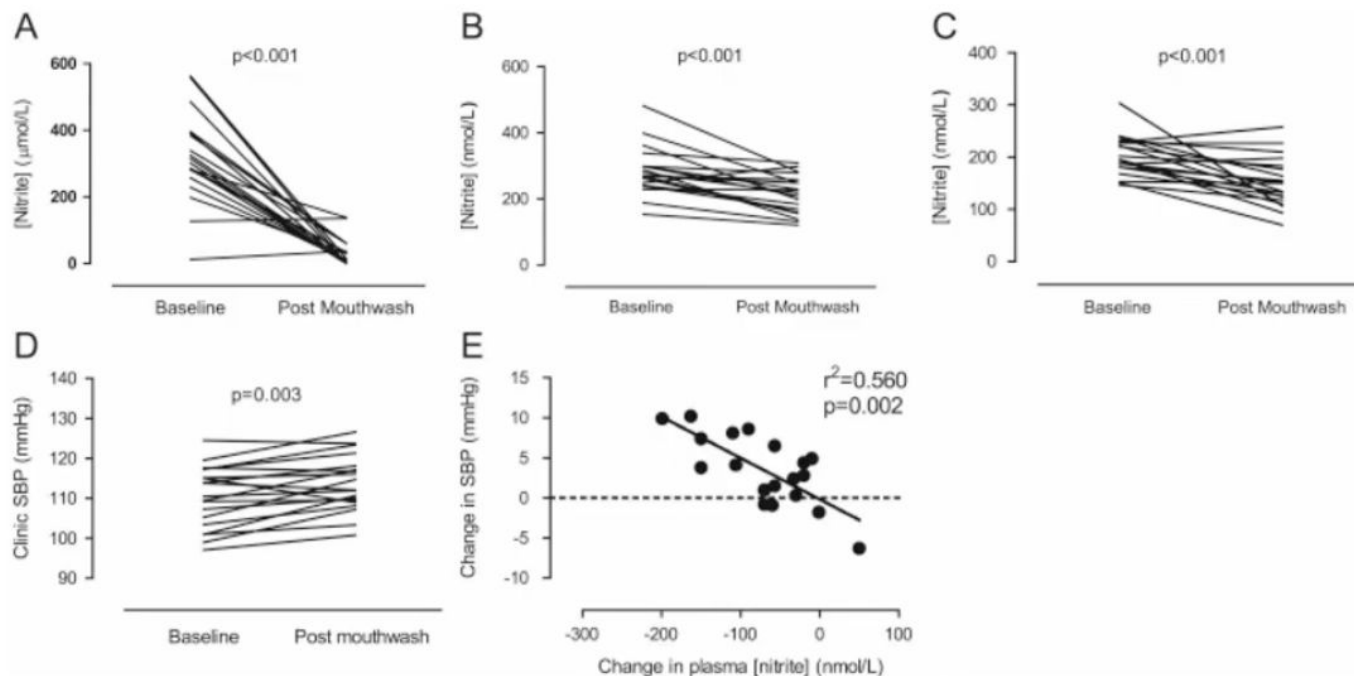 A
p<0.001
[Nitrite] (μmol/L)
600
400
200
0
Baseline Post Mouthwash
B
p<0.001
[Nitrite] (nmol/L)
600
400
200
0
Baseline Post Mouthwash
C
p<0.001
[Nitrite] (nmol/L)
400
300
200
100
0
Baseline Post Mouthwash
D
p=0.003
Clinic SBP (mmHg)
140
130
120
110
100
90
Baseline Post mouthwash
E
r²=0.560
p=0.002
Change in SBP (mmHg)
15
10
5
0
-5
-10
-300 -200 -100 0 100
Change in plasma [nitrite] (nmol/L)